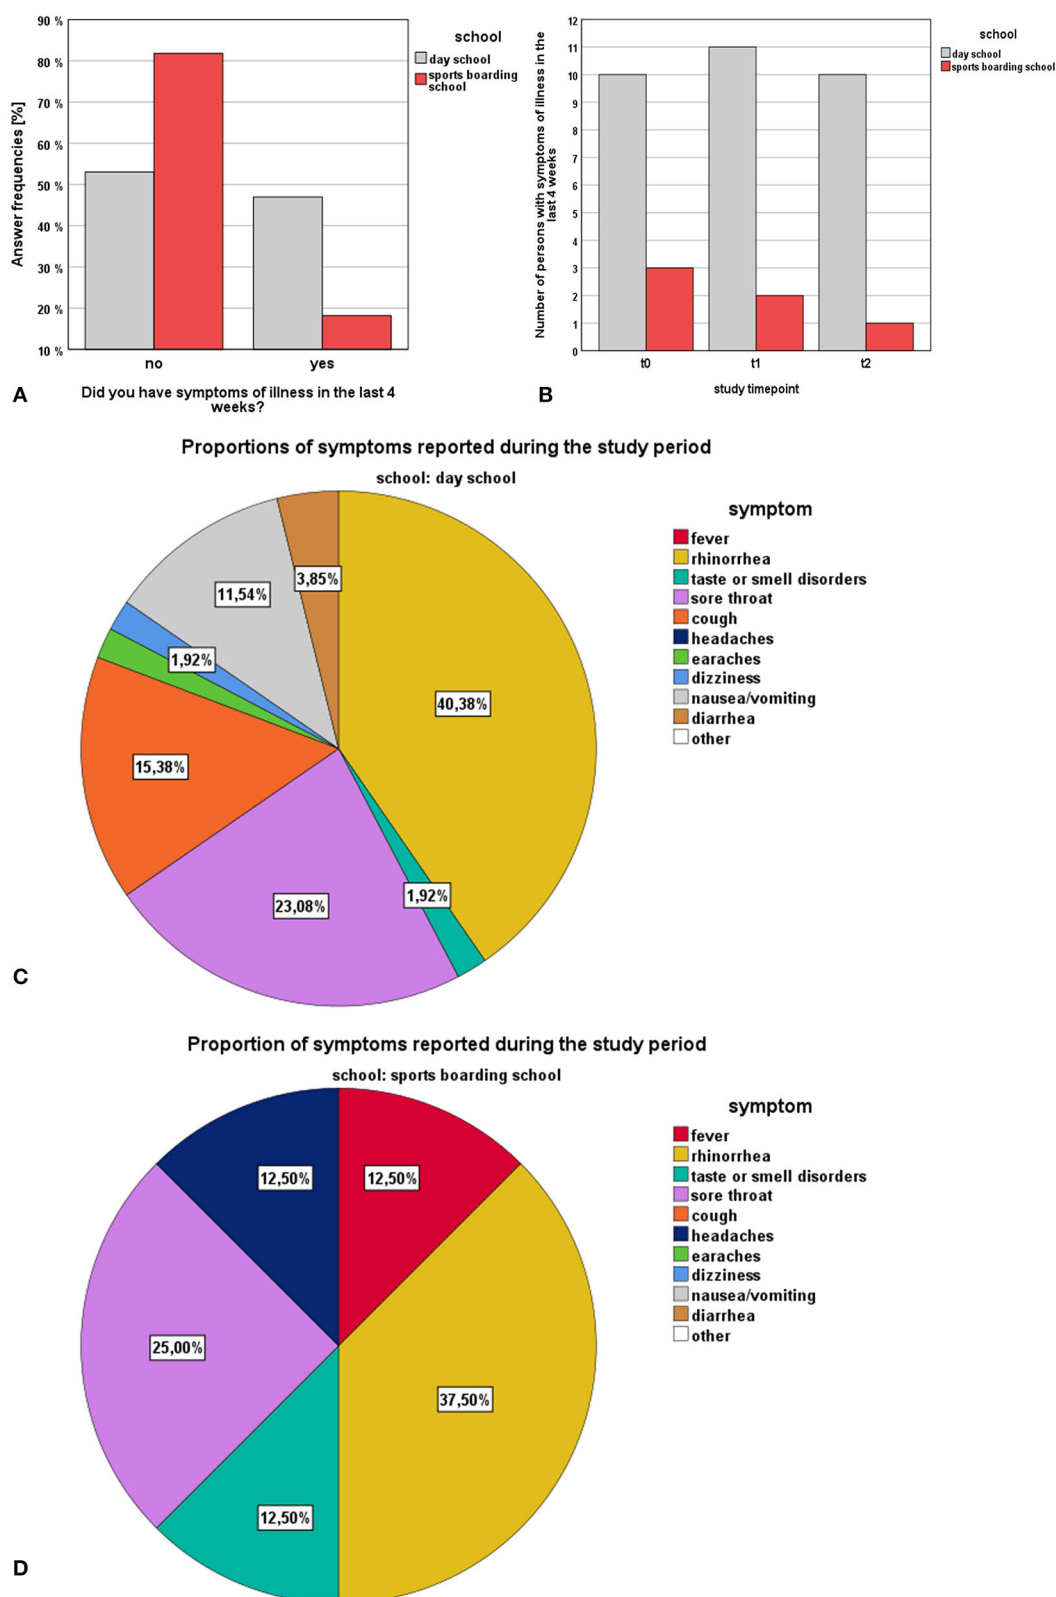 90 %
80 %
70 %
60 %
50 %
40 %
30 %
20 %
10 %
Answer frequencies [%]
no
yes
Did you have symptoms of illness in the last 4
weeks?
school
day school
sports boarding
school
A
12
11
10
9
8
7
6
5
4
3
2
1
0
Number of persons with symptoms of illness in the
last 4 weeks
t0
t1
t2
study timepoint
school
day school
sports boarding school
B
Proportions of symptoms reported during the study period
school: day school
3,85%
11,54%
1,92%
40,38%
15,38%
1,92%
23,08%
symptom
fever
rhinorrhea
taste or smell disorders
sore throat
cough
headaches
earaches
dizziness
nausea/vomiting
diarrhea
other
C
Proportion of symptoms reported during the study period
school: sports boarding school
12,50%
12,50%
25,00%
37,50%
12,50%
symptom
fever
rhinorrhea
taste or smell disorders
sore throat
cough
headaches
earaches
dizziness
nausea/vomiting
diarrhea
other
D